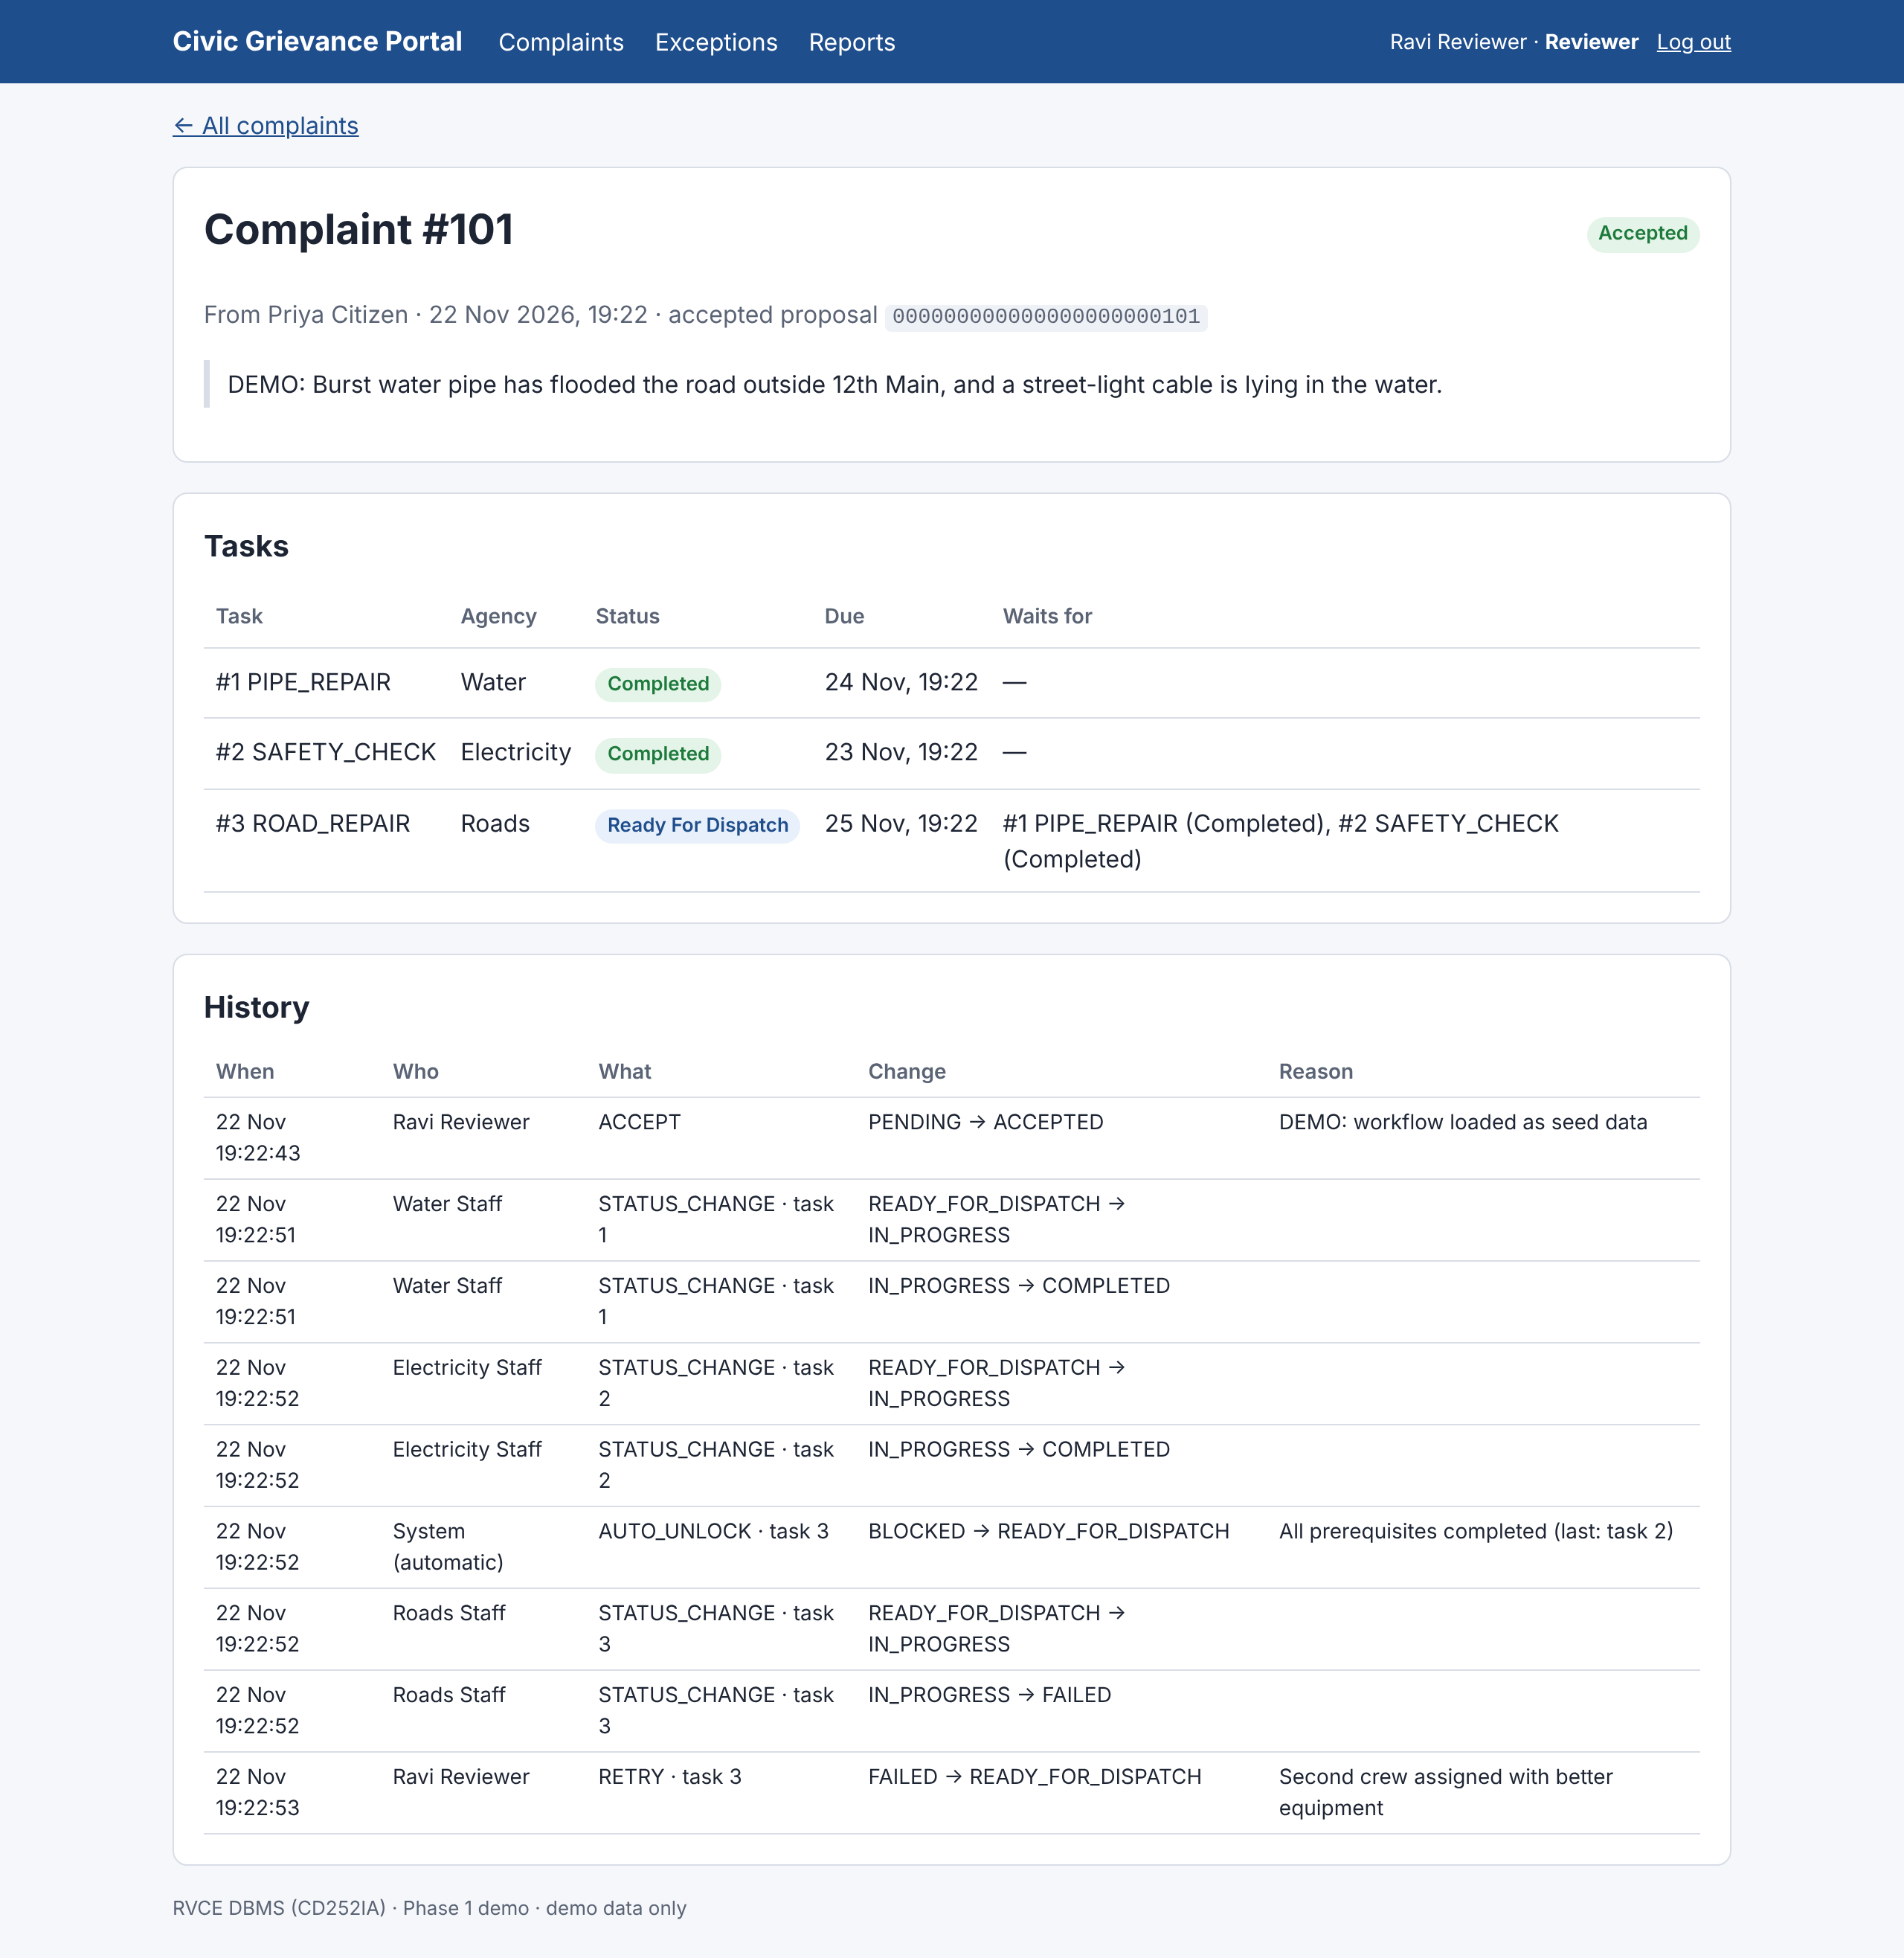 Civic Grievance Portal Complaints Exceptions Reports Ravi Reviewer · Reviewer Log out
← All complaints
Complaint #101 Accepted
From Priya Citizen · 22 Nov 2026, 19:22 · accepted proposal 000000000000000000000101
DEMO: Burst water pipe has flooded the road outside 12th Main, and a street-light cable is lying in the water.
Tasks
Task Agency Status Due Waits for
#1 PIPE_REPAIR Water Completed 24 Nov, 19:22 —
#2 SAFETY_CHECK Electricity Completed 23 Nov, 19:22 —
#3 ROAD_REPAIR Roads Ready For Dispatch 25 Nov, 19:22 #1 PIPE_REPAIR (Completed), #2 SAFETY_CHECK
(Completed)
History
When Who What Change Reason
22 Nov Ravi Reviewer ACCEPT PENDING → ACCEPTED DEMO: workflow loaded as seed data
19:22:43
22 Nov Water Staff STATUS_CHANGE · task READY_FOR_DISPATCH →
19:22:51 1 IN_PROGRESS
22 Nov Water Staff STATUS_CHANGE · task IN_PROGRESS → COMPLETED
19:22:51 1
22 Nov Electricity Staff STATUS_CHANGE · task READY_FOR_DISPATCH →
19:22:52 2 IN_PROGRESS
22 Nov Electricity Staff STATUS_CHANGE · task IN_PROGRESS → COMPLETED
19:22:52 2
22 Nov System AUTO_UNLOCK · task 3 BLOCKED → READY_FOR_DISPATCH All prerequisites completed (last: task 2)
19:22:52 (automatic)
22 Nov Roads Staff STATUS_CHANGE · task READY_FOR_DISPATCH →
19:22:52 3 IN_PROGRESS
22 Nov Roads Staff STATUS_CHANGE · task IN_PROGRESS → FAILED
19:22:52 3
22 Nov Ravi Reviewer RETRY · task 3 FAILED → READY_FOR_DISPATCH Second crew assigned with better
19:22:53 equipment
RVCE DBMS (CD252IA) · Phase 1 demo · demo data only